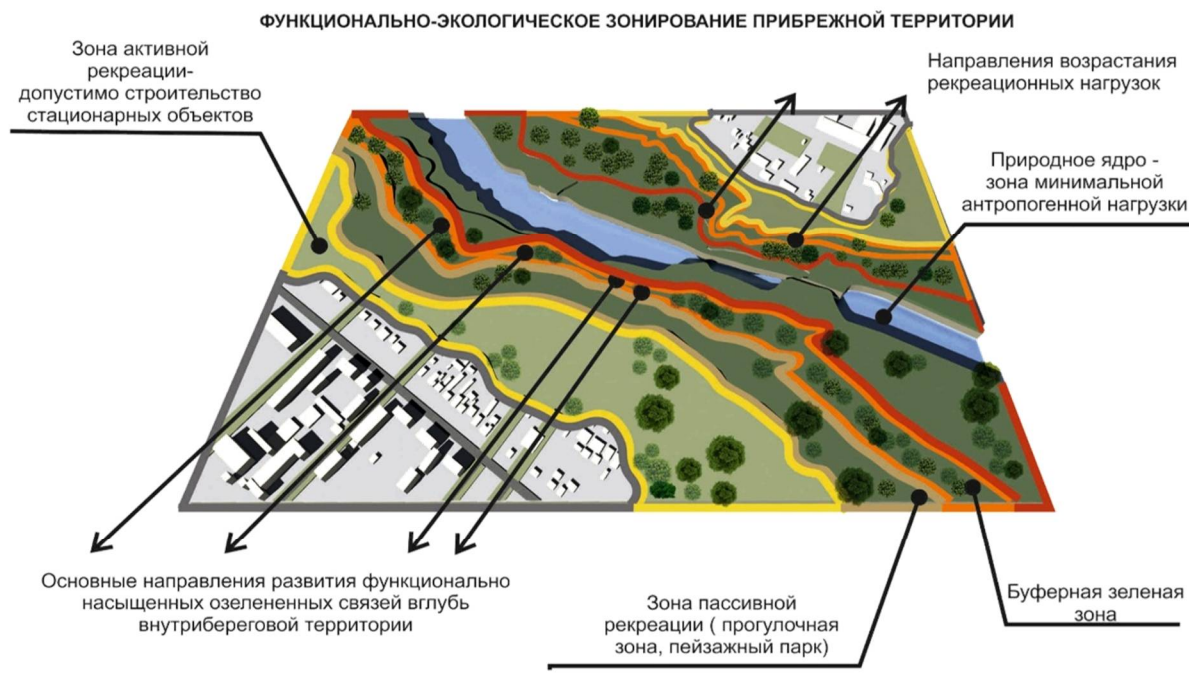 ФУНКЦИОНАЛЬНО-ЭКОЛОГИЧЕСКОЕ ЗОНИРОВАНИЕ ПРИБРЕЖНОЙ ТЕРРИТОРИИ
Зона активной
рекреации-
допустимо строительство
стационарных объектов
Направления возрастания
рекреационных нагрузок
Природное ядро -
зона минимальной
антропогенной нагрузки
Основные направления развития функционально
насыщенных озелененных связей вглубь
внутрибереговой территории
Зона пассивной
рекреации ( прогулочная
зона, пейзажный парк)
Буферная зеленая
зона